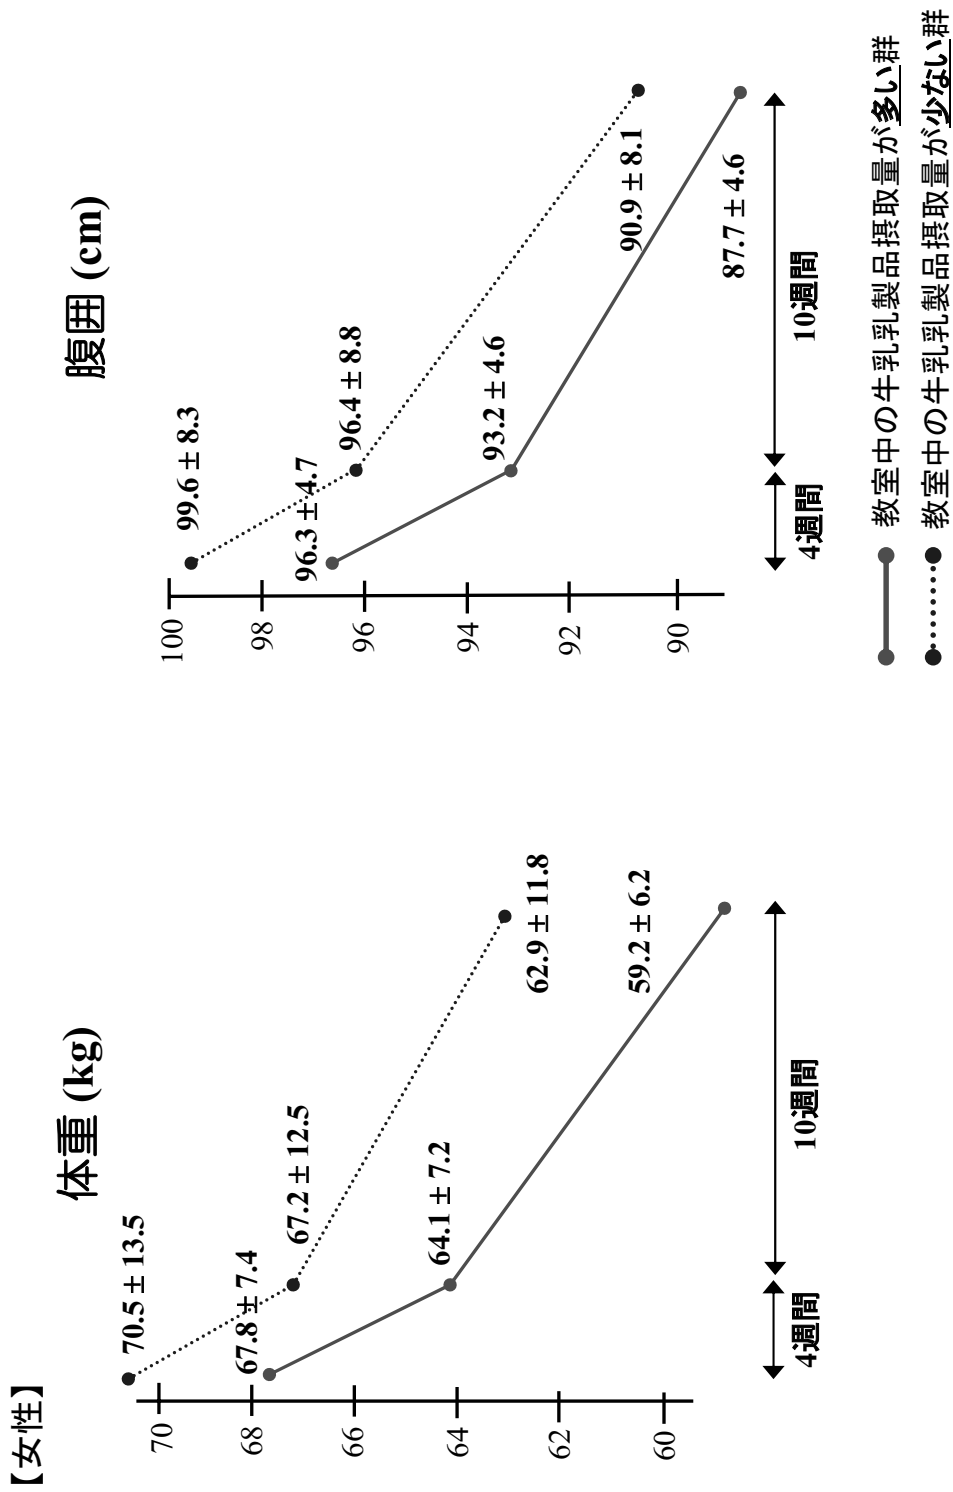 【女性】
体重 (kg)
70
68
66
64
62
60
70.5 ± 13.5
67.8 ± 7.4
67.2 ± 12.5
64.1 ± 7.2
62.9 ± 11.8
59.2 ± 6.2
4週間
10週間
腹囲 (cm)
100
98
96
94
92
90
99.6 ± 8.3
96.3 ± 4.7
96.4 ± 8.8
93.2 ± 4.6
90.9 ± 8.1
87.7 ± 4.6
4週間
10週間
教室中の牛乳乳製品摂取量が多い群
教室中の牛乳乳製品摂取量が少ない群